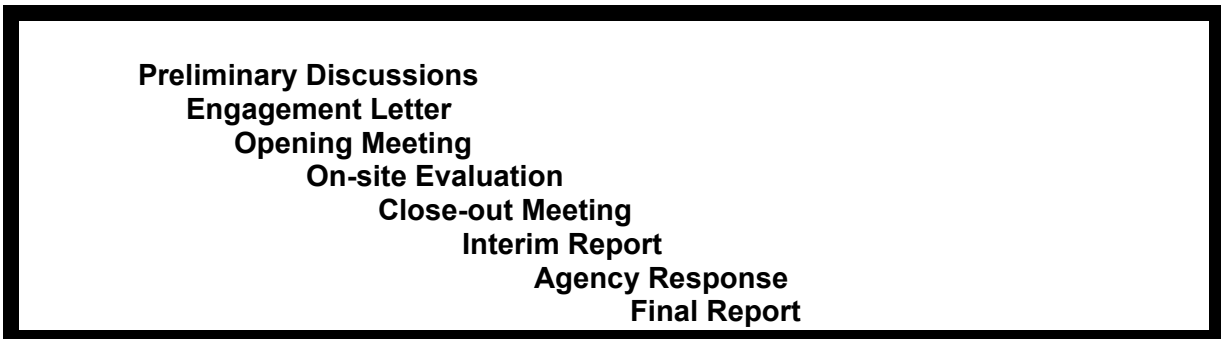 Preliminary Discussions
Engagement Letter
Opening Meeting
On-site Evaluation
Close-out Meeting
Interim Report
Agency Response
Final Report